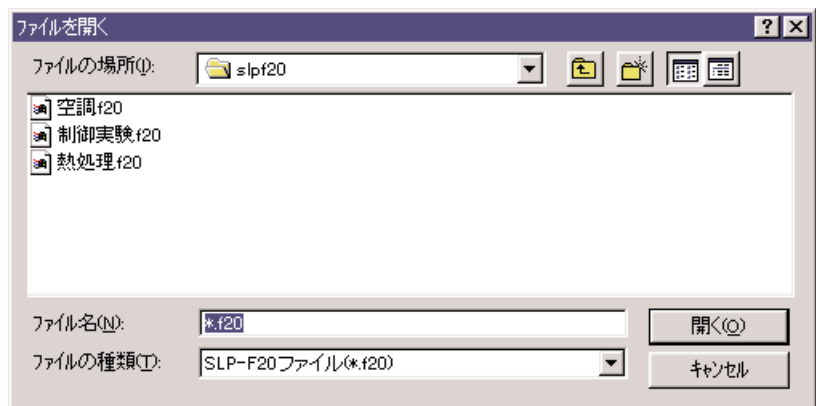 ファイルを開く
ファイルの場所(I):
slpf20
空調.f20
制御実験.f20
熱処理.f20
ファイル名(N):
*.f20
開く(O)
ファイルの種類(T):
SLP-F20ファイル(*.f20)
キャンセル